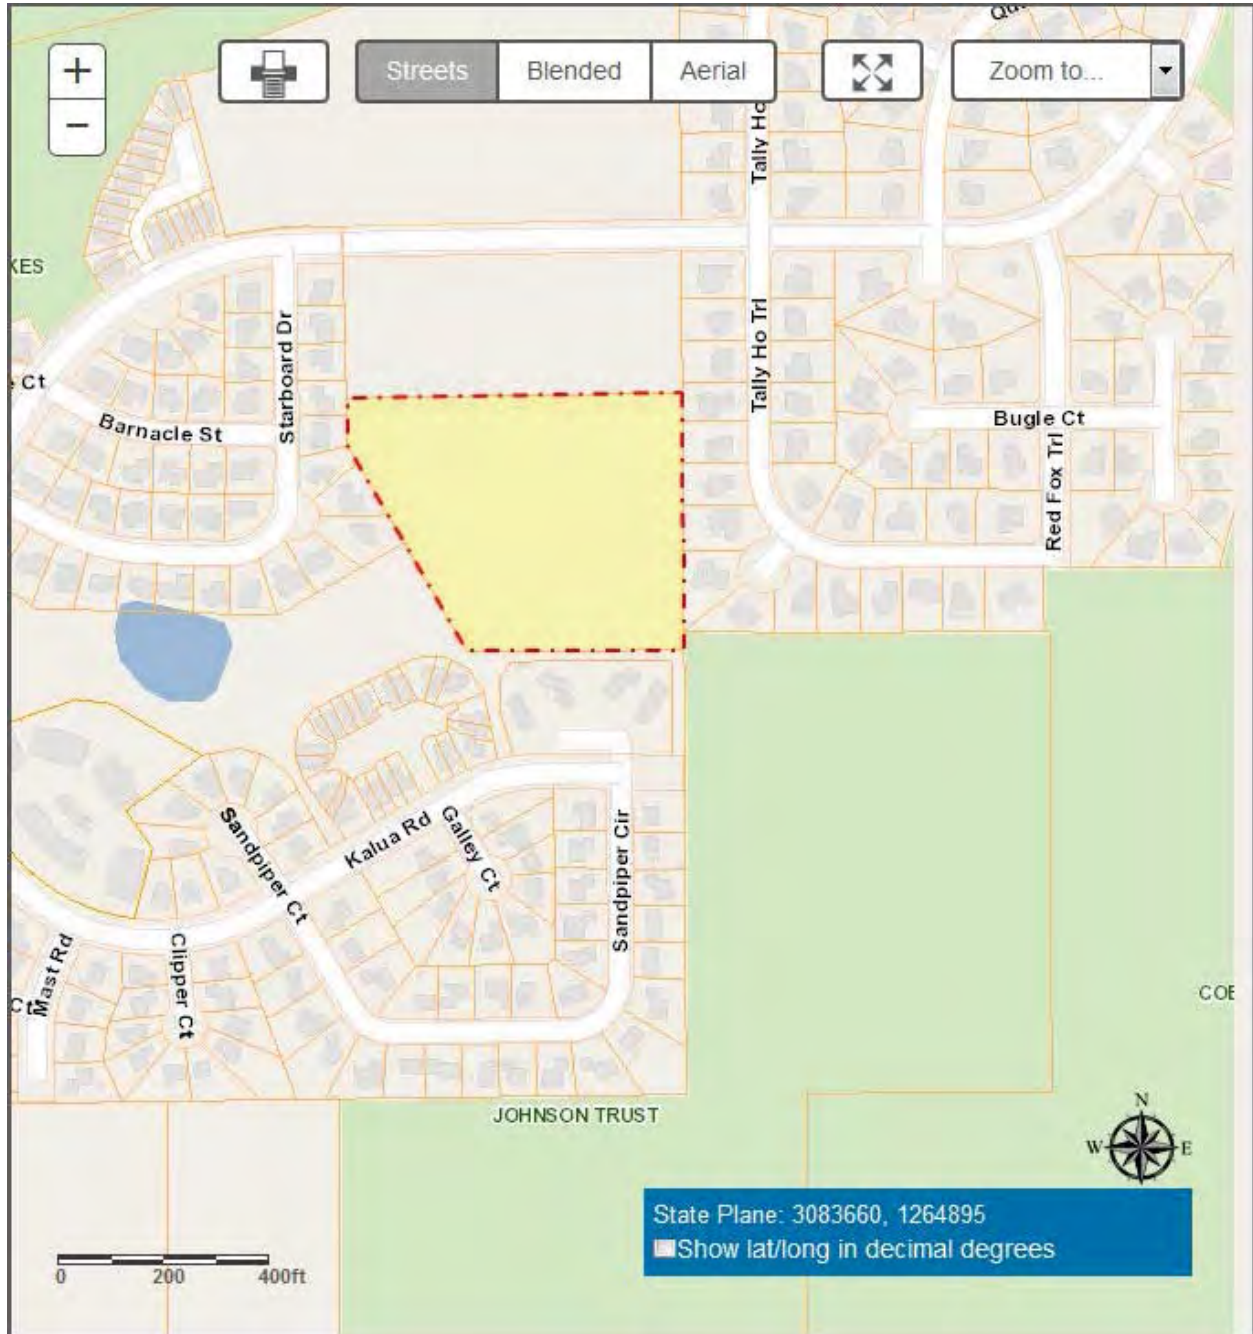 +
Streets
Blended
Aerial
Zoom to...
−
Tally Ho
KES
Starboard Dr
Tally Ho Trl
Ct
Barnacle St
Bugle Ct
Red Fox Trl
Sandpiper Ct
Kalua Rd
Galley Ct
Sandpiper Cir
Mast Rd
Clipper Ct
Ct
COE
JOHNSON TRUST
N
W
E
S
State Plane: 3083660, 1264895
Show lat/long in decimal degrees
0 200 400ft